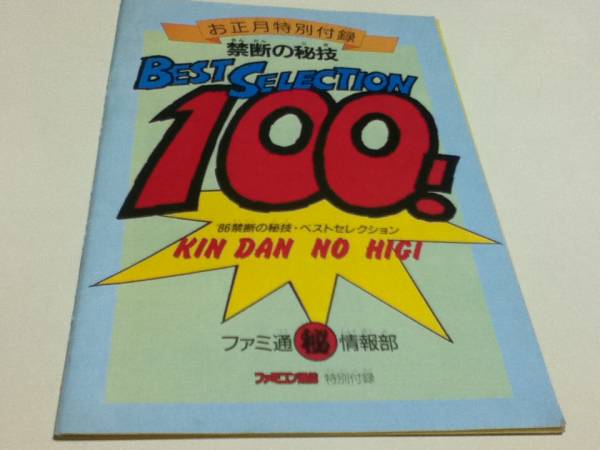 お正月特別付録
禁断の秘技
BEST SELECTION
100!
'86禁断の秘技・ベストセレクション
KIN DAN NO HIGI
ファミ通㊙情報部
ファミコン通信 特別付録